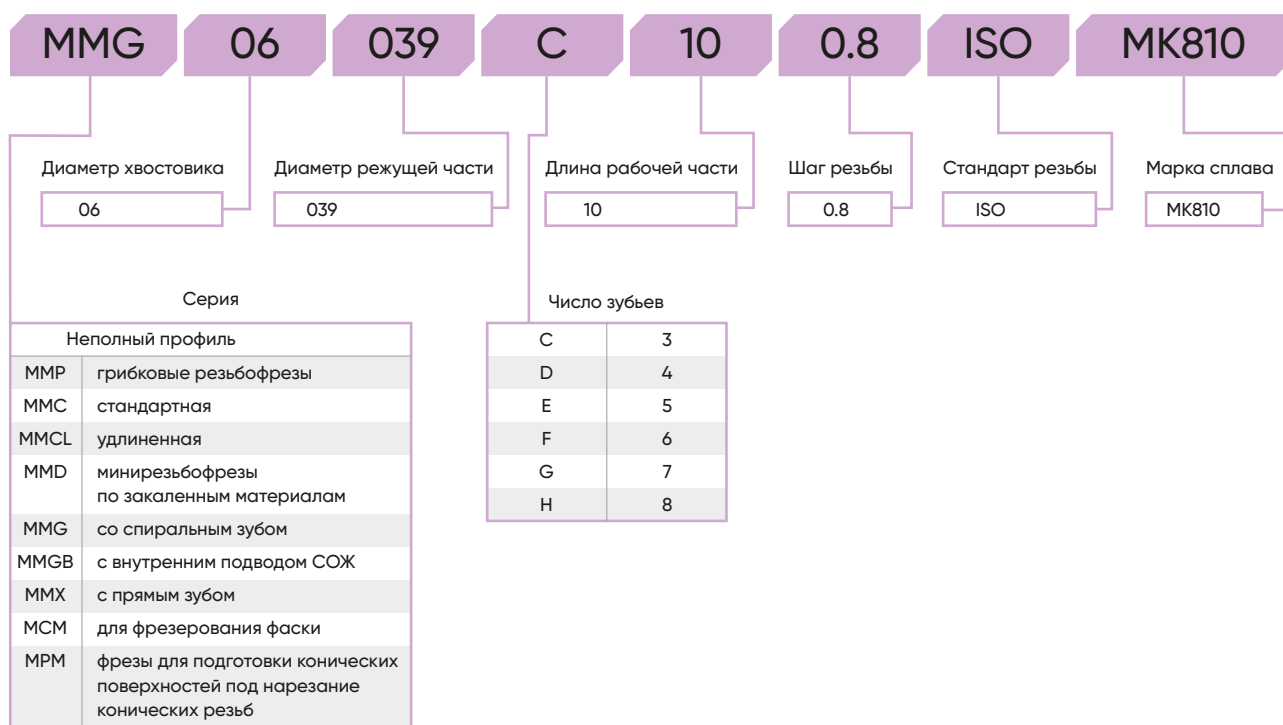 MMG 06 039 C 10 0.8 ISO MK810
Диаметр хвостовика Диаметр режущей части Длина рабочей части Шаг резьбы Стандарт резьбы Марка сплава
06 039 10 0.8 ISO MK810
Серия
Неполный профиль
MMP грибковые резьбофрезы
MMC стандартная
MMCL удлиненная
MMD минирезьбофрезы
по закаленным материалам
MMG со спиральным зубом
MMGB с внутренним подводом СОЖ
MMX с прямым зубом
MCM для фрезерования фаски
MPM фрезы для подготовки конических
поверхностей под нарезание
конических резьб
Число зубьев
C 3
D 4
E 5
F 6
G 7
H 8